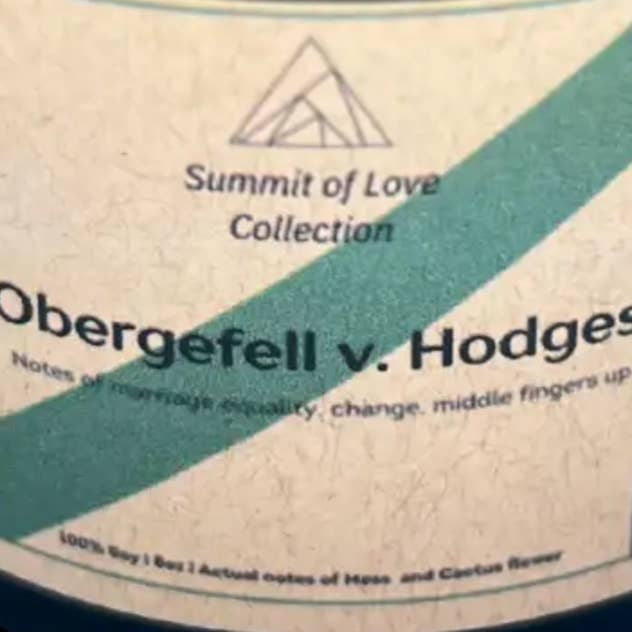 Summit of Love
Collection
Obergefell v. Hodges
Notes of marriage equality, change, middle fingers up
100% Soy | 8oz | Actual notes of Moss and Cactus flower